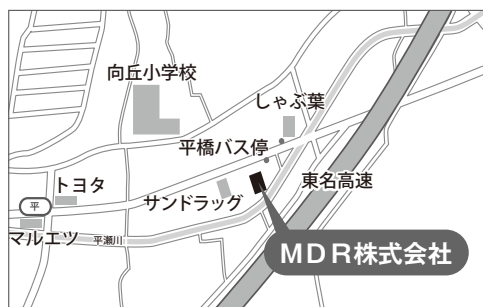 向丘小学校
しゃぶ葉
平橋バス停
トヨタ
東名高速
平
サンドラッグ
マルエツ
平瀬川
ＭＤＲ株式会社